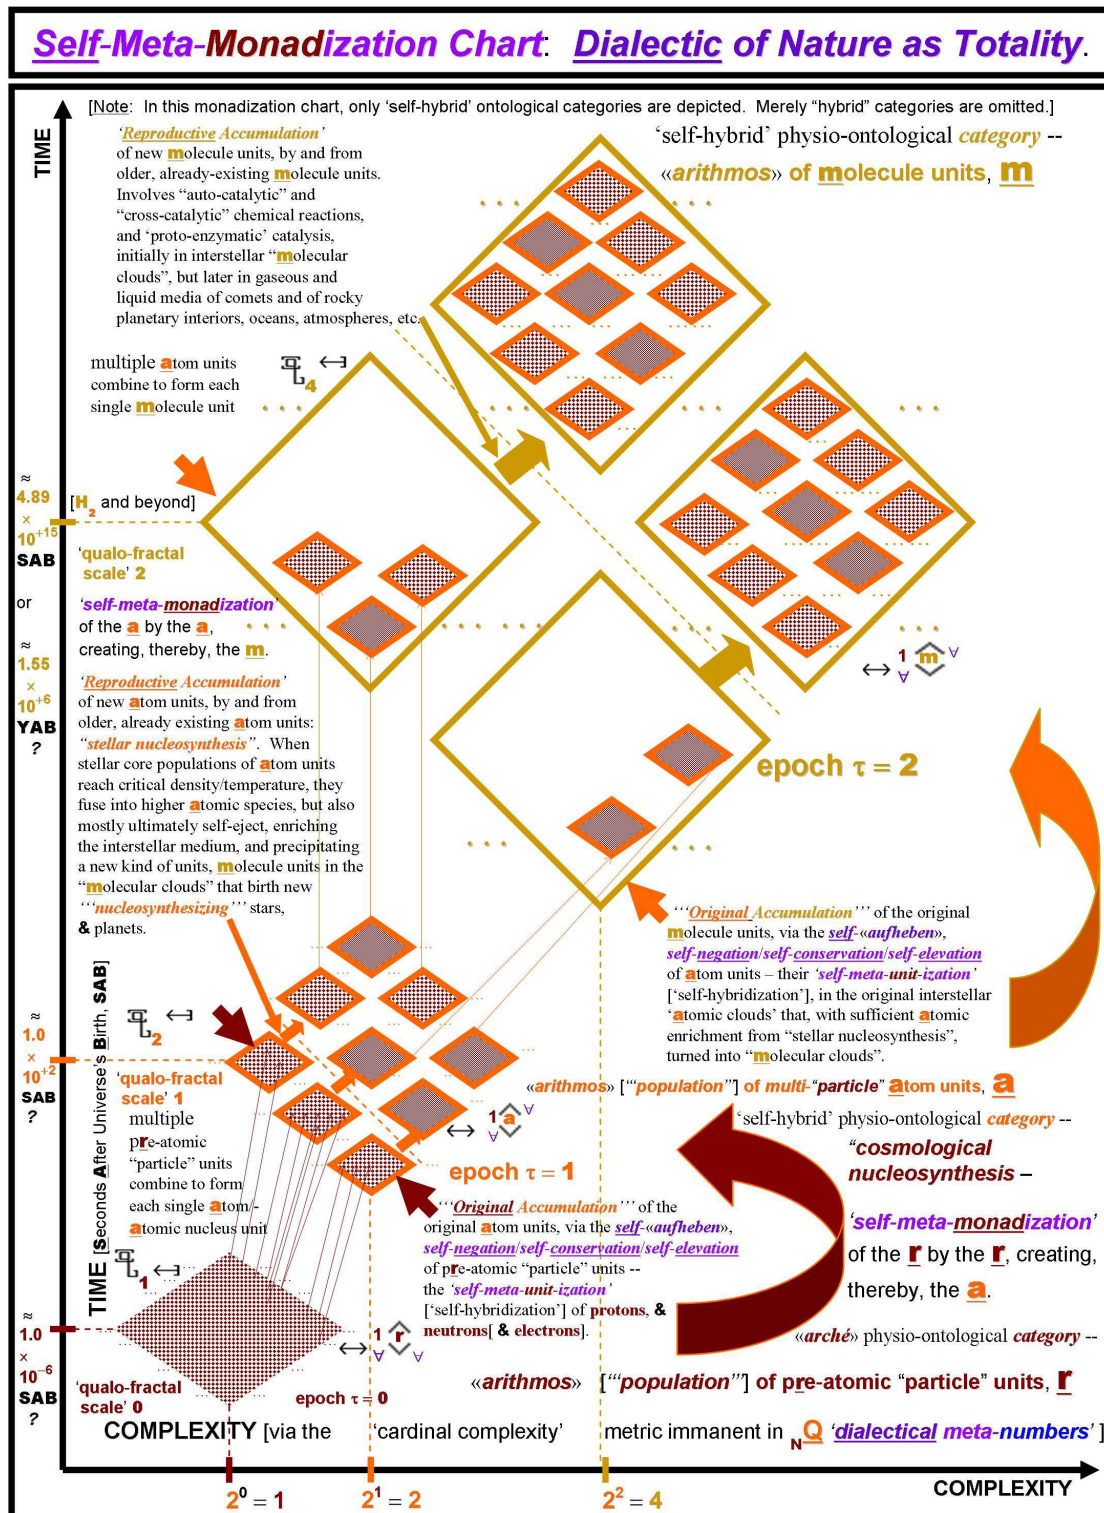 Self-Meta-Monadization Chart: Dialectic of Nature as Totality.
[Note: In this monadization chart, only ‘self-hybrid’ ontological categories are depicted. Merely “hybrid” categories are omitted.]
TIME
‘Reproductive Accumulation’
of new molecule units, by and from
older, already-existing molecule units.
Involves “auto-catalytic” and
“cross-catalytic” chemical reactions,
and ‘proto-enzymatic’ catalysis,
initially in interstellar “molecular
clouds”, but later in gaseous and
liquid media of comets and of rocky
planetary interiors, oceans, atmospheres, etc.
‘self-hybrid’ physio-ontological category --
«arithmos» of molecule units, m
multiple atom units
combine to form each
single molecule unit
4 ↔
≈
4.89
×
10+15
SAB
or
≈
1.55
×
10+6
YAB
?
[H2 and beyond]
‘qualo-fractal
scale’ 2
‘self-meta-monadization’
of the a by the a,
creating, thereby, the m.
‘Reproductive Accumulation’
of new atom units, by and from
older, already existing atom units:
“stellar nucleosynthesis”. When
stellar core populations of atom units
reach critical density/temperature, they
fuse into higher atomic species, but also
mostly ultimately self-eject, enriching
the interstellar medium, and precipitating
a new kind of units, molecule units in the
“molecular clouds” that birth new
‘‘‘nucleosynthesizing’’’ stars,
& planets.
↔ 1 m ∀
∀
epoch τ = 2
‘‘‘Original Accumulation’’’ of the original
molecule units, via the self-«aufheben»,
self-negation/self-conservation/self-elevation
of atom units – their ‘self-meta-unit-ization’
[‘self-hybridization’], in the original interstellar
‘atomic clouds’ that, with sufficient atomic
enrichment from “stellar nucleosynthesis”,
turned into “molecular clouds”.
TIME [Seconds After Universe's Birth, SAB]
2 ↔
≈
1.0
×
10+2
SAB
?
‘qualo-fractal
scale’ 1
multiple
pre-atomic
“particle” units
combine to form
each single atom/-
atomic nucleus unit
↔ 1 a ∀
∀
epoch τ = 1
«arithmos» [‘‘‘population’’’] of multi-“particle” atom units, a
‘self-hybrid’ physio-ontological category --
“cosmological
nucleosynthesis –
‘self-meta-monadization’
of the r by the r, creating,
thereby, the a.
‘‘‘Original Accumulation’’’ of the
original atom units, via the self-«aufheben»,
self-negation/self-conservation/self-elevation
of pre-atomic “particle” units --
the ‘self-meta-unit-ization’
[‘self-hybridization’] of protons, &
neutrons[ & electrons].
1 ↔
≈
1.0
×
10−6
SAB
?
↔ 1 r ∀
∀
‘qualo-fractal
scale’ 0
epoch τ = 0
«arché» physio-ontological category --
«arithmos» [‘‘‘population’’’] of pre-atomic “particle” units, r
COMPLEXITY [via the ‘cardinal complexity’ metric immanent in NQ ‘dialectical meta-numbers’ ]
COMPLEXITY
2⁰ = 1
2¹ = 2
2² = 4